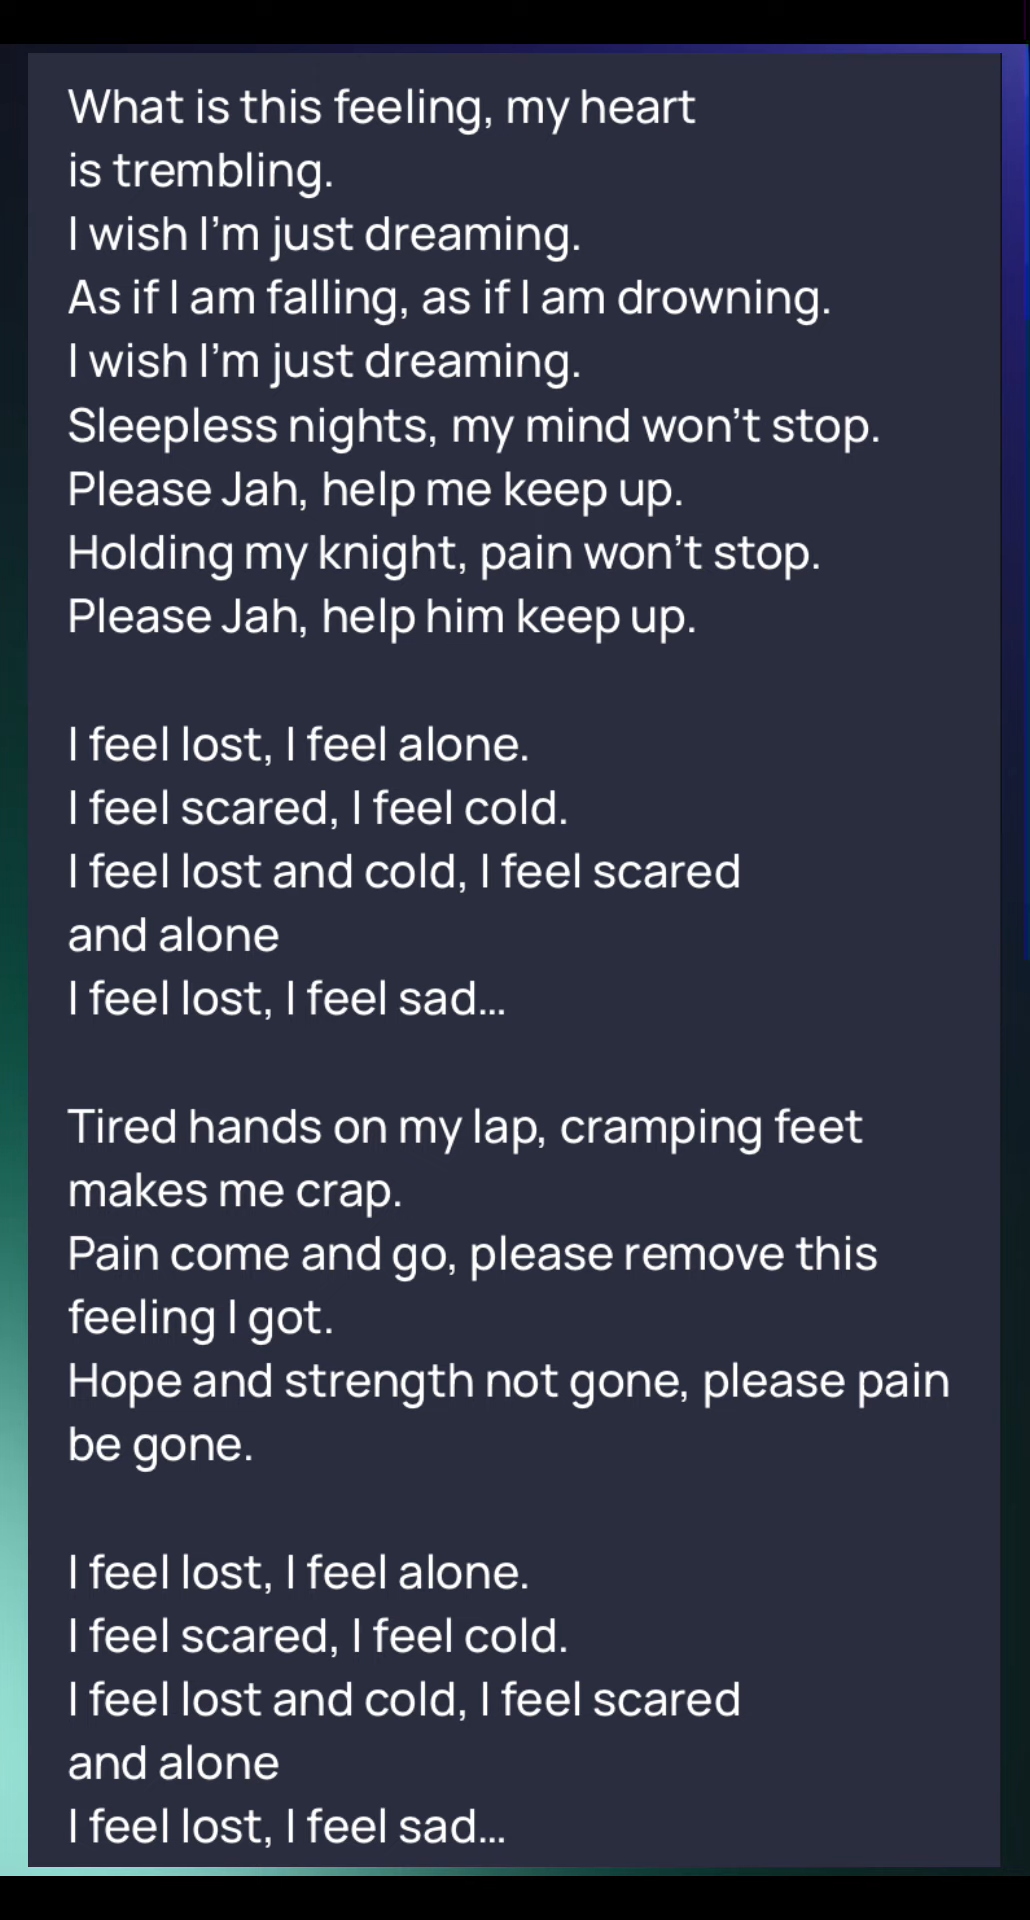 What is this feeling, my heart
is trembling.
I wish I’m just dreaming.
As if I am falling, as if I am drowning.
I wish I’m just dreaming.
Sleepless nights, my mind won’t stop.
Please Jah, help me keep up.
Holding my knight, pain won’t stop.
Please Jah, help him keep up.

I feel lost, I feel alone.
I feel scared, I feel cold.
I feel lost and cold, I feel scared
and alone
I feel lost, I feel sad...

Tired hands on my lap, cramping feet
makes me crap.
Pain come and go, please remove this
feeling I got.
Hope and strength not gone, please pain
be gone.

I feel lost, I feel alone.
I feel scared, I feel cold.
I feel lost and cold, I feel scared
and alone
I feel lost, I feel sad...